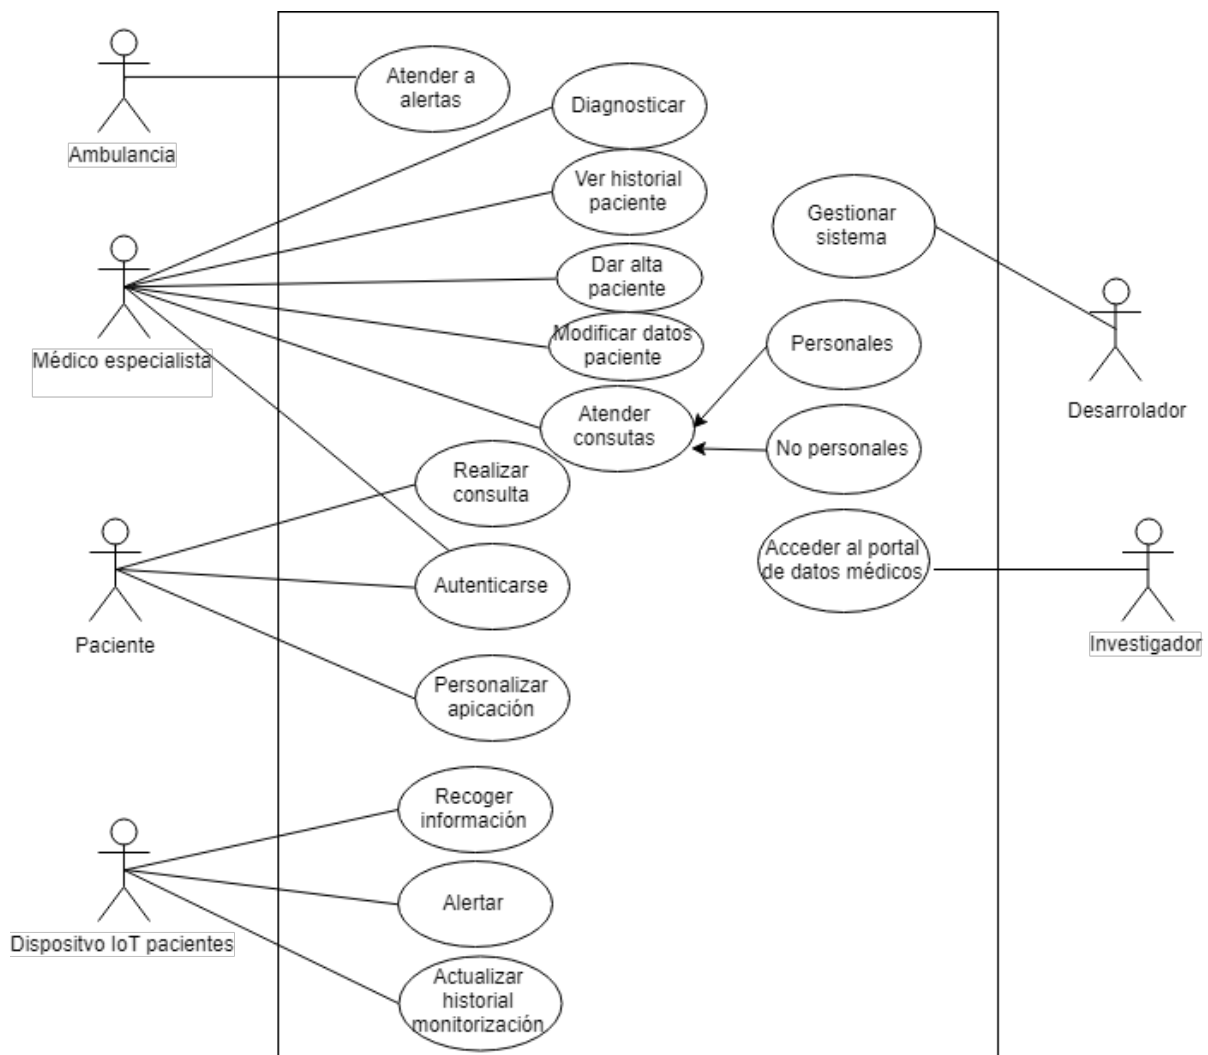 Atender a
alertas
Ambulancia
Diagnosticar
Ver historial
paciente
Gestionar
sistema
Dar alta
paciente
Médico especialista
Modificar datos
paciente
Personales
Desarrolador
Atender
consutas
No personales
Realizar
consulta
Acceder al portal
de datos médicos
Autenticarse
Paciente
Investigador
Personalizar
apicación
Recoger
información
Alertar
Dispositvo IoT pacientes
Actualizar
historial
monitorización